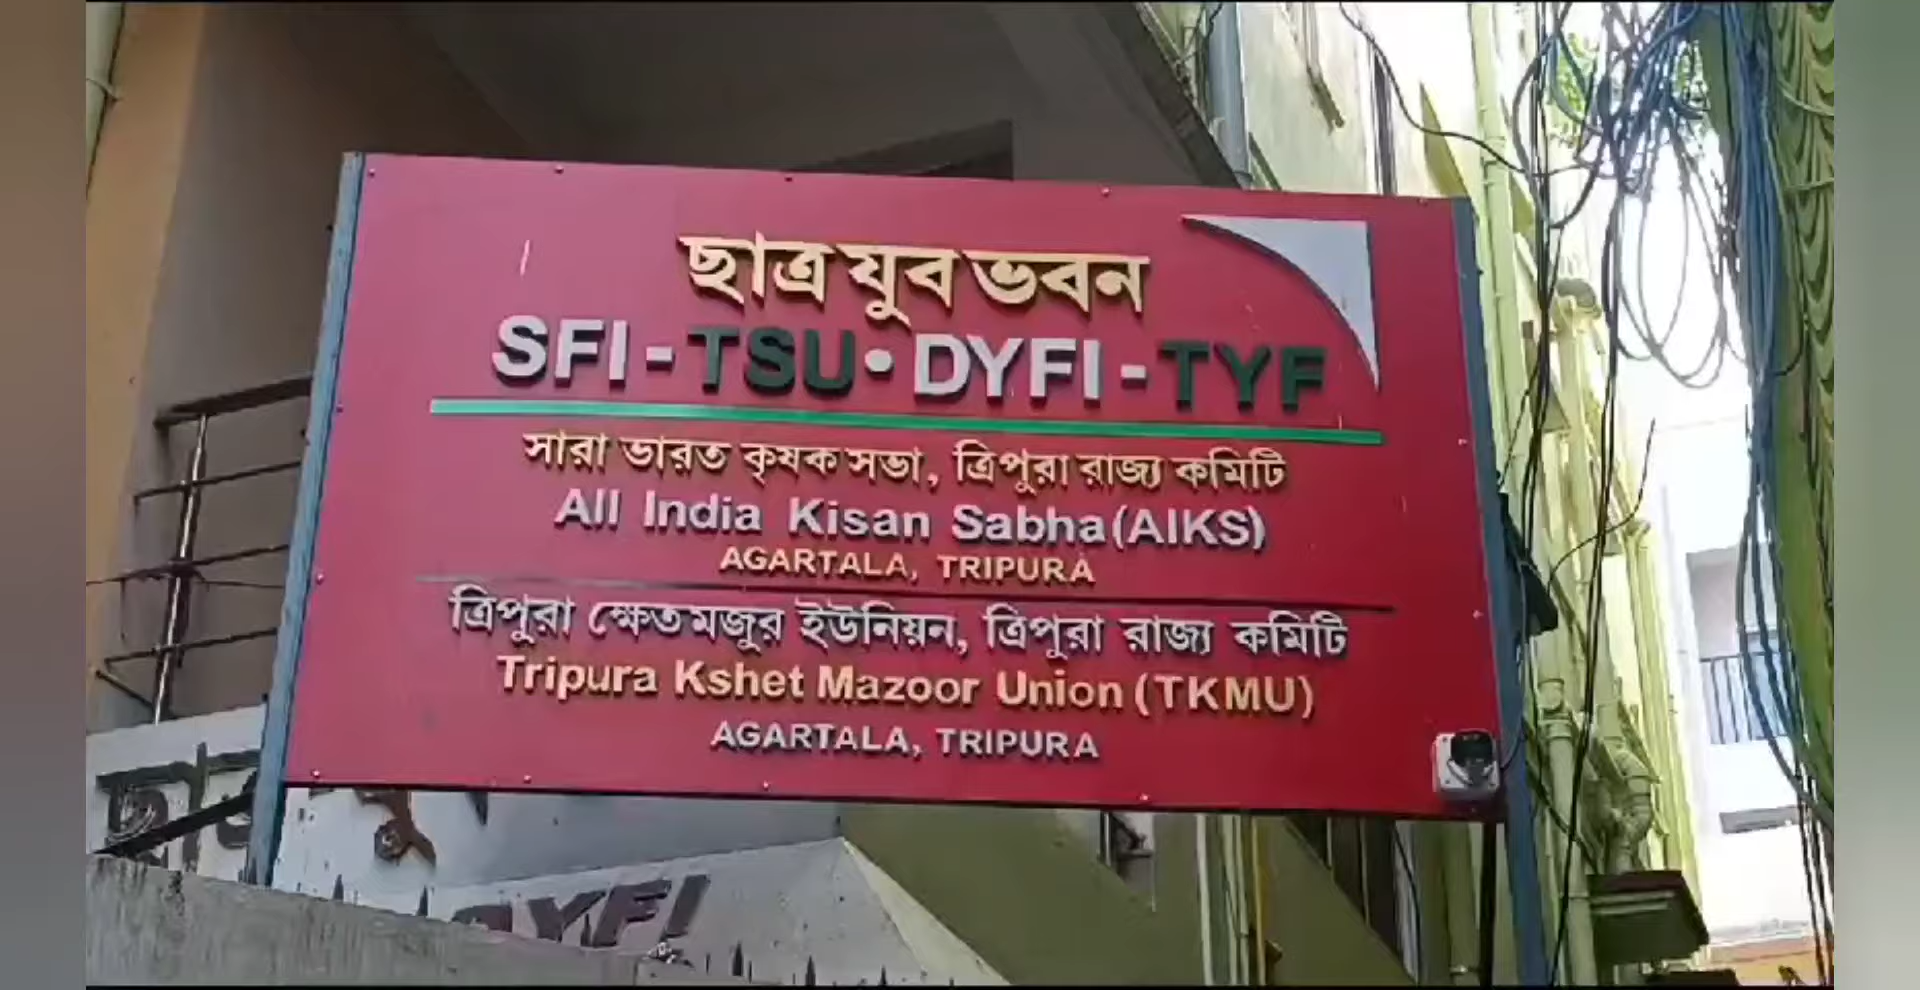 ছাত্র যুব ভবন
SFI - TSU • DYFI - TYF
সারা ভারত কৃষক সভা, ত্রিপুরা রাজ্য কমিটি
All India Kisan Sabha (AIKS)
AGARTALA, TRIPURA
ত্রিপুরা ক্ষেতমজুর ইউনিয়ন, ত্রিপুরা রাজ্য কমিটি
Tripura Kshet Mazoor Union (TKMU)
AGARTALA, TRIPURA
DYFI